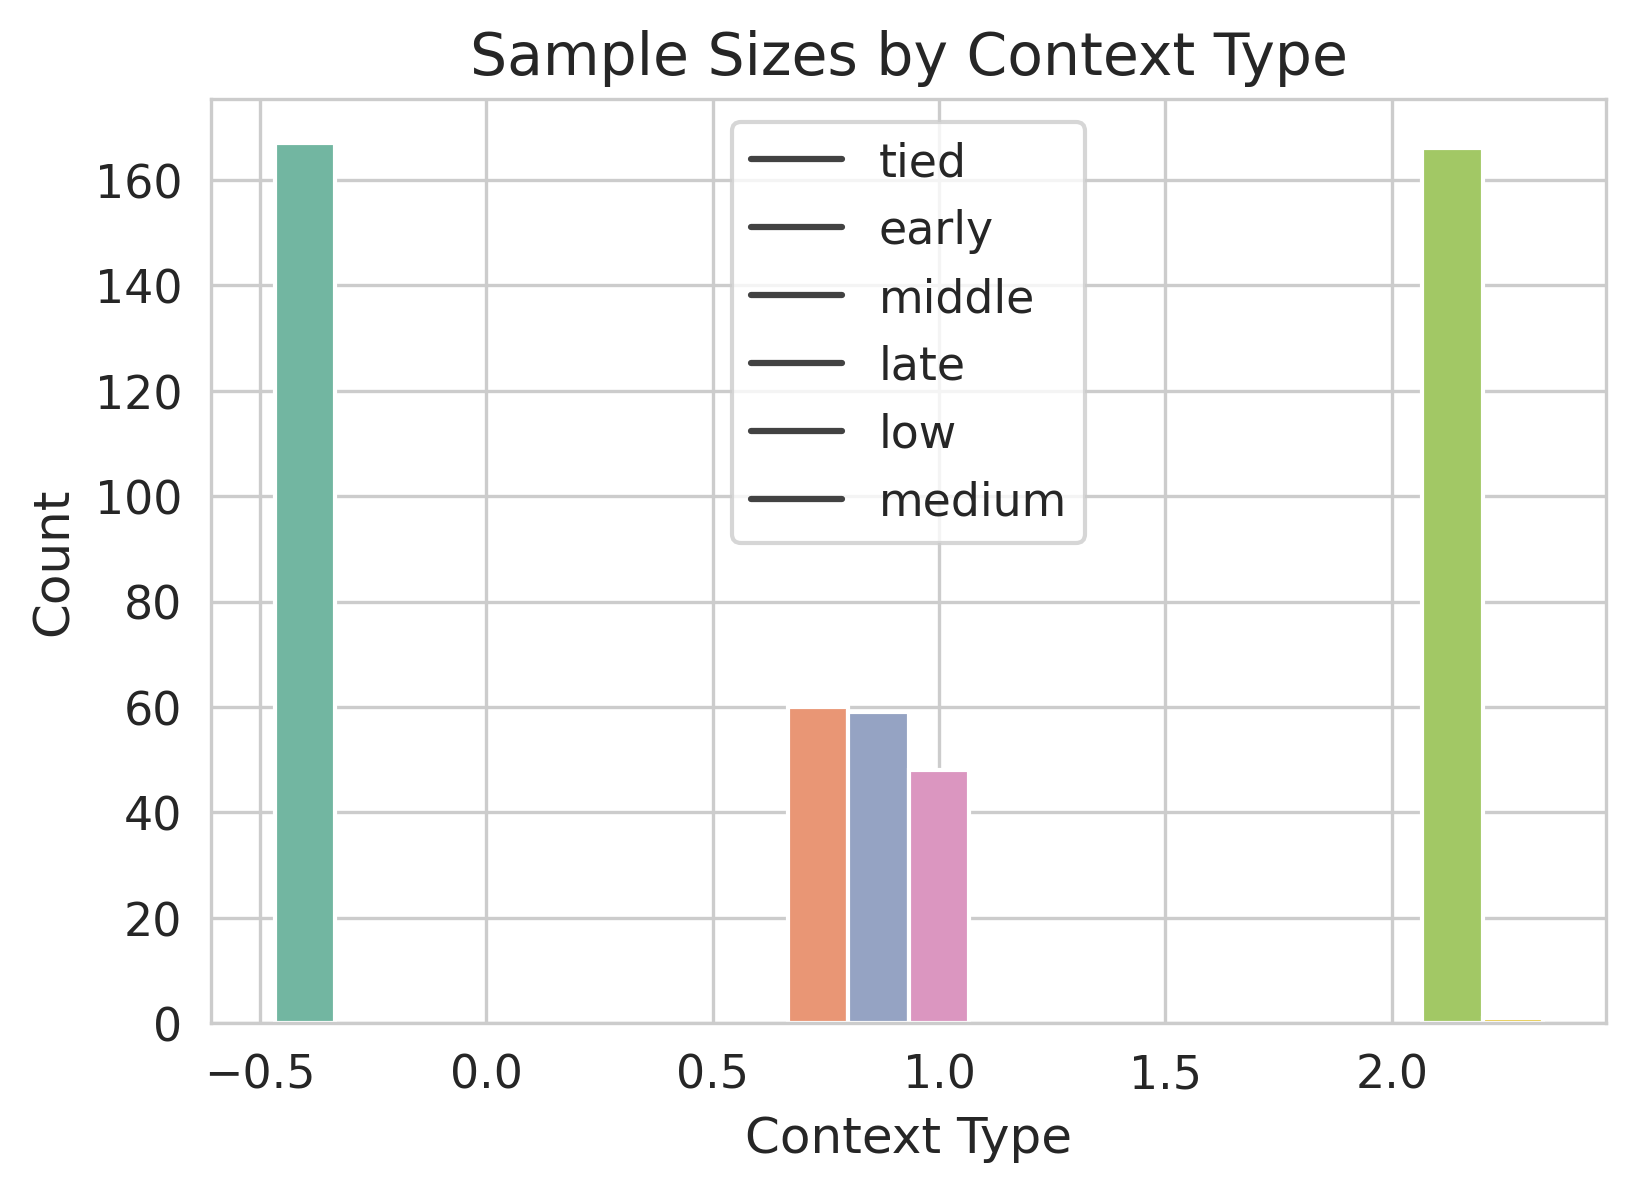 Sample Sizes by Context Type
tied
early
middle
late
low
medium
160
140
120
100
80
60
40
20
0
Count
−0.5
0.0
0.5
1.0
1.5
2.0
Context Type